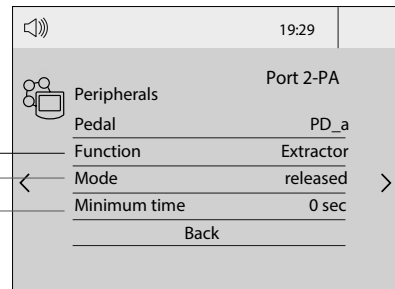 19:29
Port 2-PA
Peripherals
Pedal PD_a
Function Extractor
Mode released
Minimum time 0 sec
Back